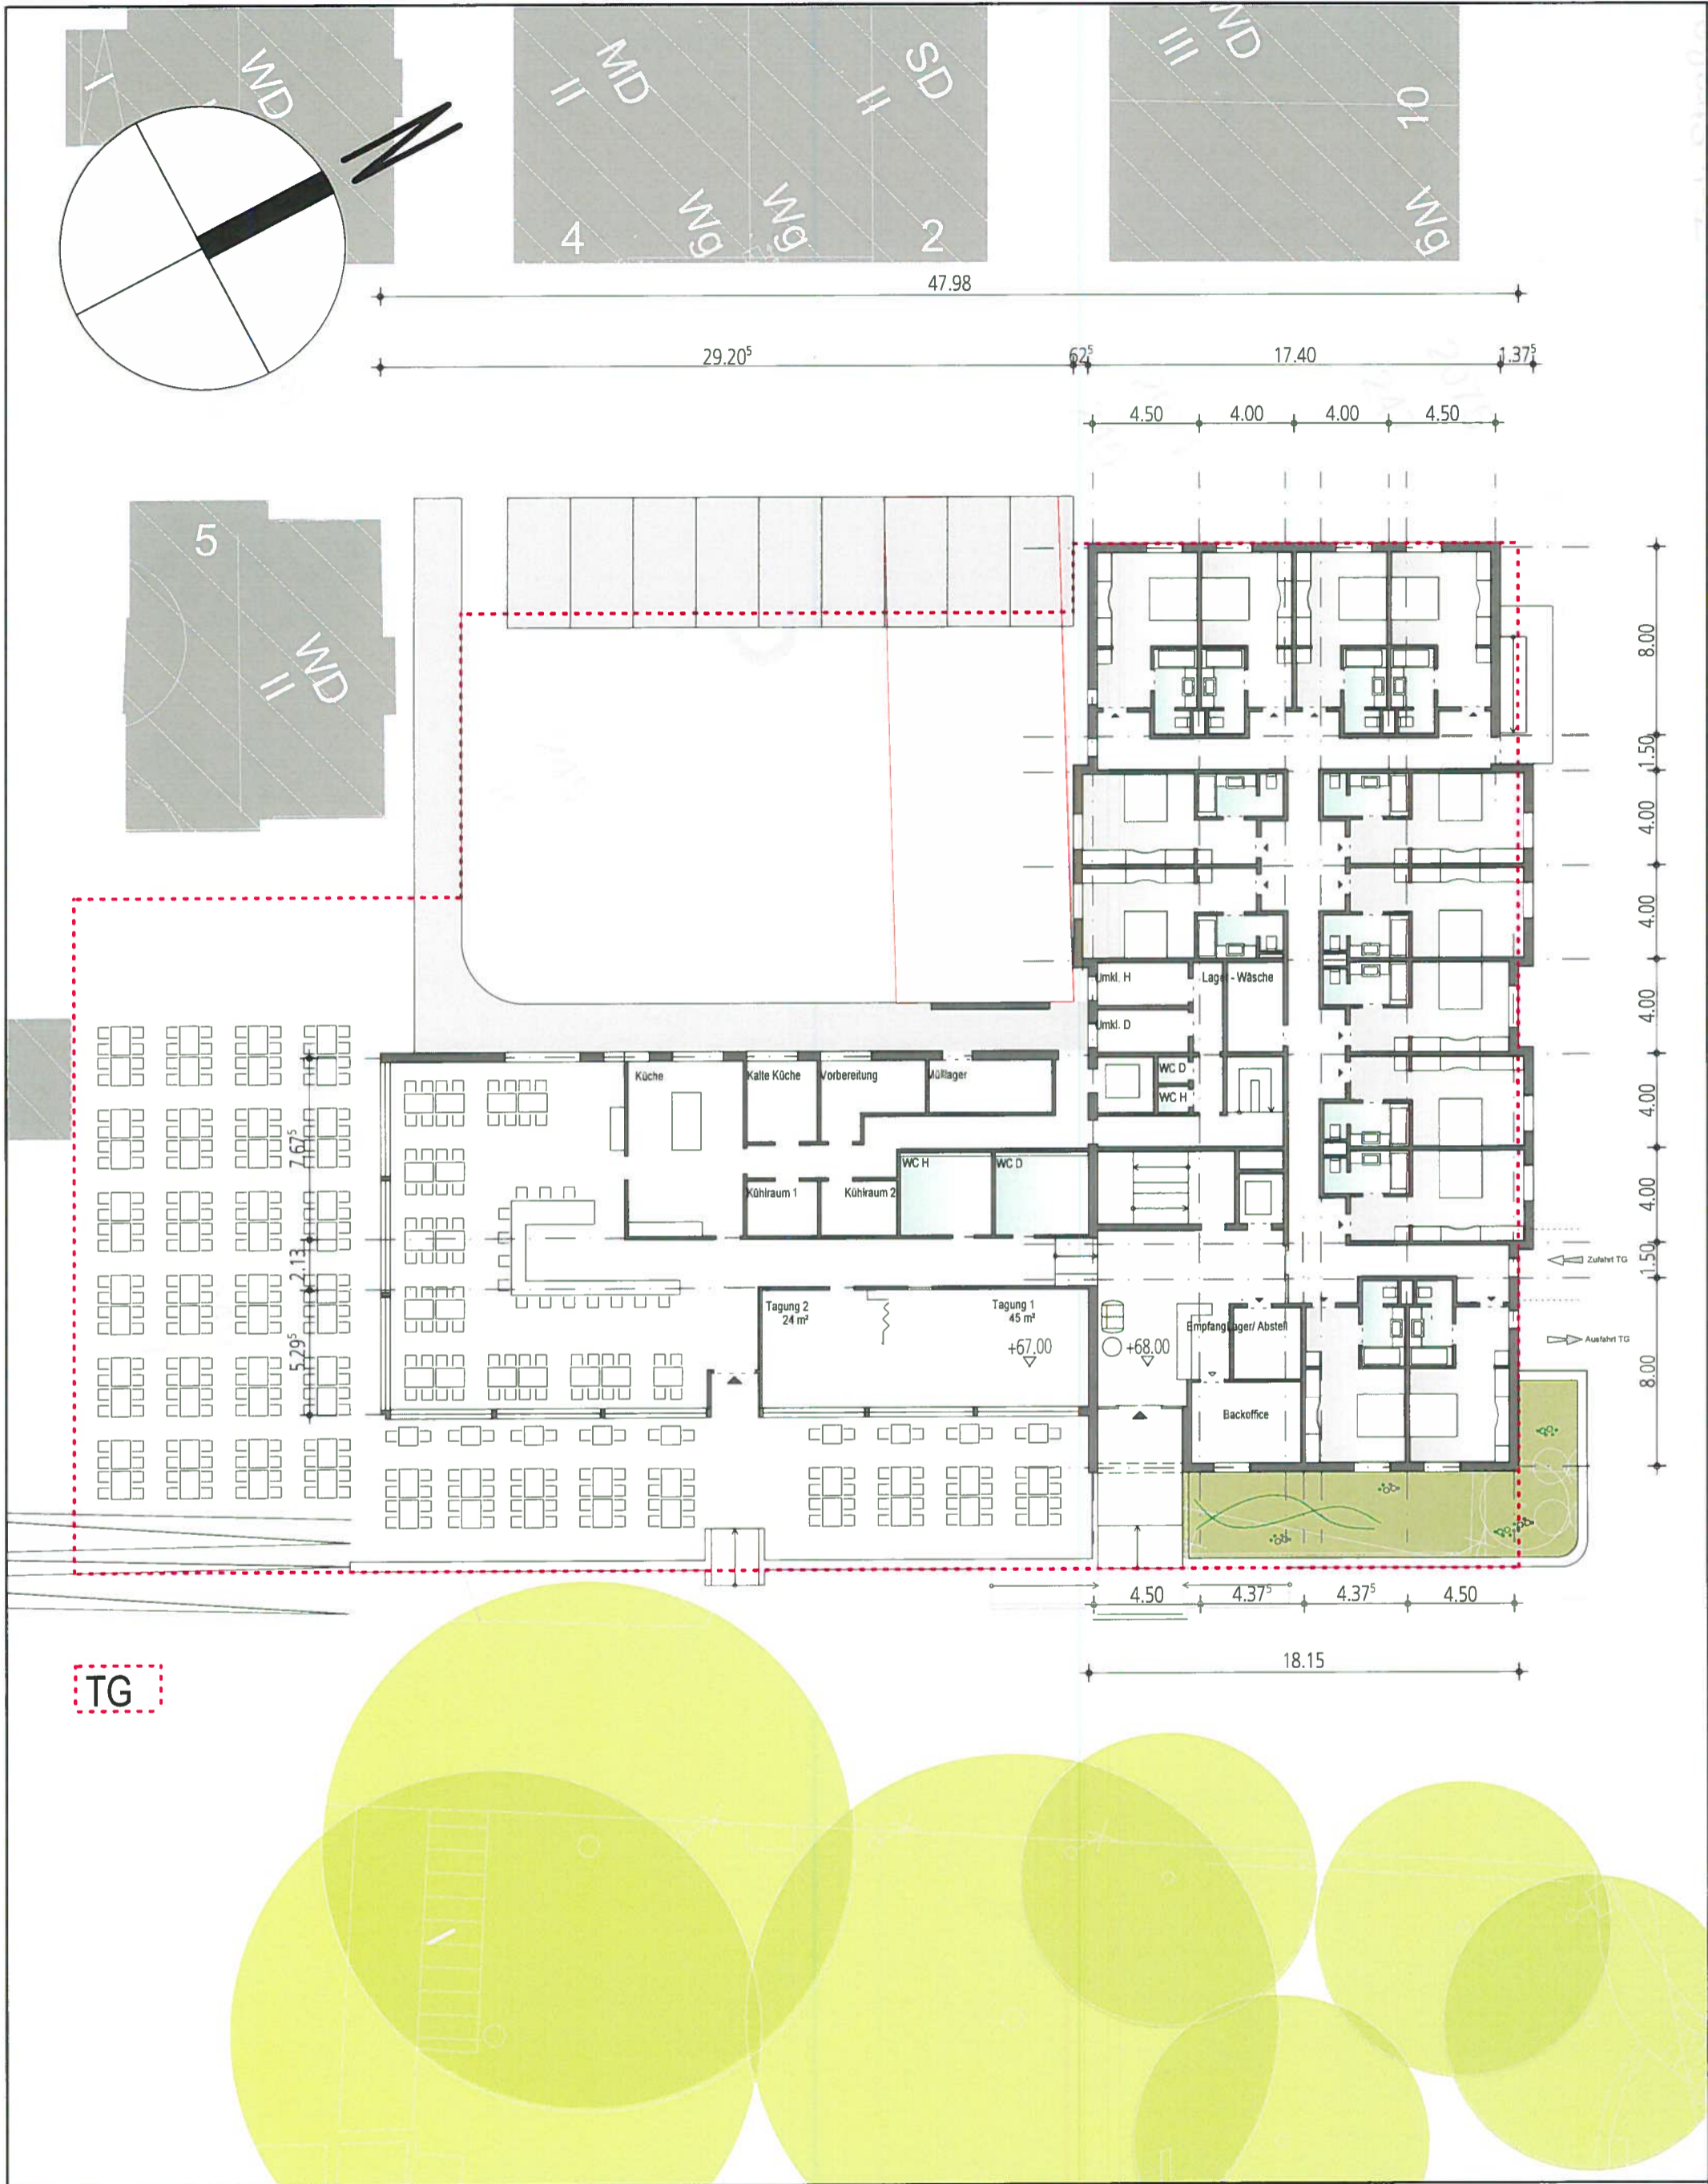 I
WD
MD
II
SD
II
WD
III
10
N
4
Wg
Wg
2
Wg
47.98
29.20⁵
62⁵
17.40
1.37⁵
4.50
4.00
4.00
4.50
5
WD
II
8.00
1.50
4.00
4.00
4.00
4.00
4.00
1.50
8.00
Umkl. H
Lager - Wäsche
Umkl. D
WC D
WC H
Küche
Kalte Küche
Vorbereitung
Müllager
WC H
WC D
Kühlraum 1
Kühlraum 2
7.67⁵
2.13
5.29⁵
Zufahrt TG
Tagung 2
24 m²
Tagung 1
45 m²
+67.00
+68.00
Empfang
Lager/ Abstell
Ausfahrt TG
Backoffice
4.50
4.37⁵
4.37⁵
4.50
18.15
TG